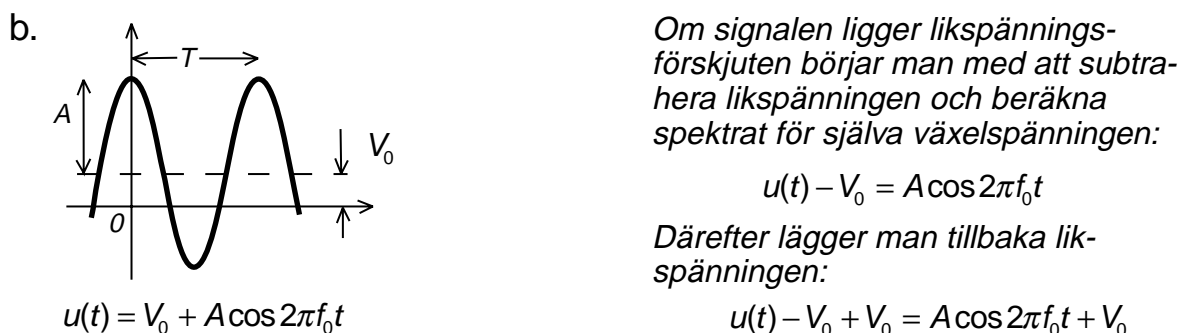 b.
T
A
V₀
0
u(t) = V₀ + A cos 2πf₀t
Om signalen ligger likspännings-
förskjuten börjar man med att subtra-
hera likspänningen och beräkna
spektrat för själva växelspänningen:
u(t) – V₀ = A cos 2πf₀t
Därefter lägger man tillbaka lik-
spänningen:
u(t) – V₀ + V₀ = A cos 2πf₀t + V₀